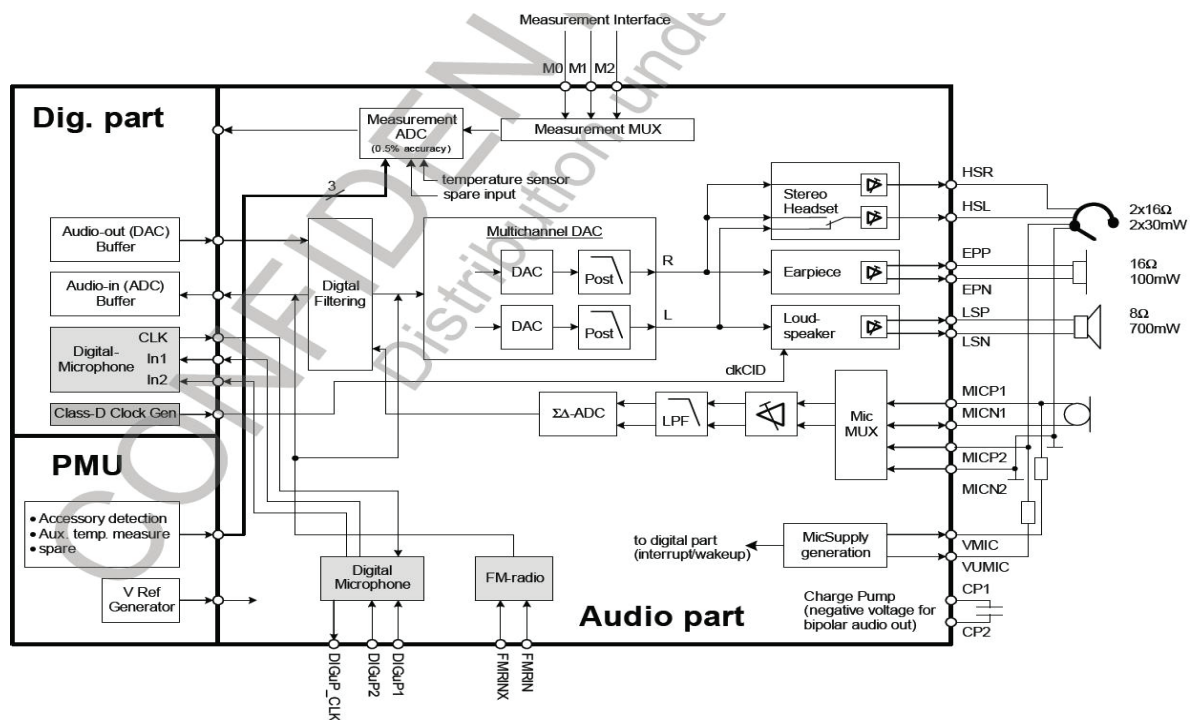 Measurement Interface
M0 M1 M2
Dig. part
Measurement
ADC
(0.5% accuracy)
Measurement MUX
temperature sensor
spare input
3
Audio-out (DAC)
Buffer
Audio-in (ADC)
Buffer
Digital-
Microphone
CLK
In1
In2
Class-D Clock Gen
Digtal
Filtering
Multichannel DAC
DAC
Post
R
DAC
Post
L
Stereo
Headset
Earpiece
Loud-
speaker
clkCID
HSR
HSL
EPP
EPN
LSP
LSN
2x16Ω
2x30mW
16Ω
100mW
8Ω
700mW
ΣΔ-ADC
LPF
Mic
MUX
MICP1
MICN1
MICP2
MICN2
PMU
• Accessory detection
• Aux. temp. measure
• spare
V Ref
Generator
Digital
Microphone
FM-radio
to digital part
(interrupt/wakeup)
MicSupply
generation
VMIC
VUMIC
Charge Pump
(negative voltage for
bipolar audio out)
CP1
CP2
Audio part
DIGuP_CLK
DIGuP2
DIGuP1
FMRINX
FMRIN
CONFIDEN
Distribution unde